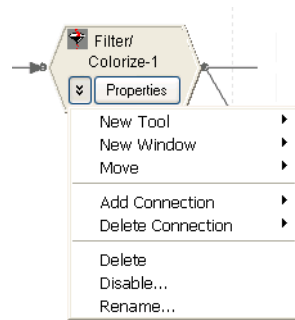 Filter/
Colorize-1
Properties
New Tool
New Window
Move
Add Connection
Delete Connection
Delete
Disable...
Rename...